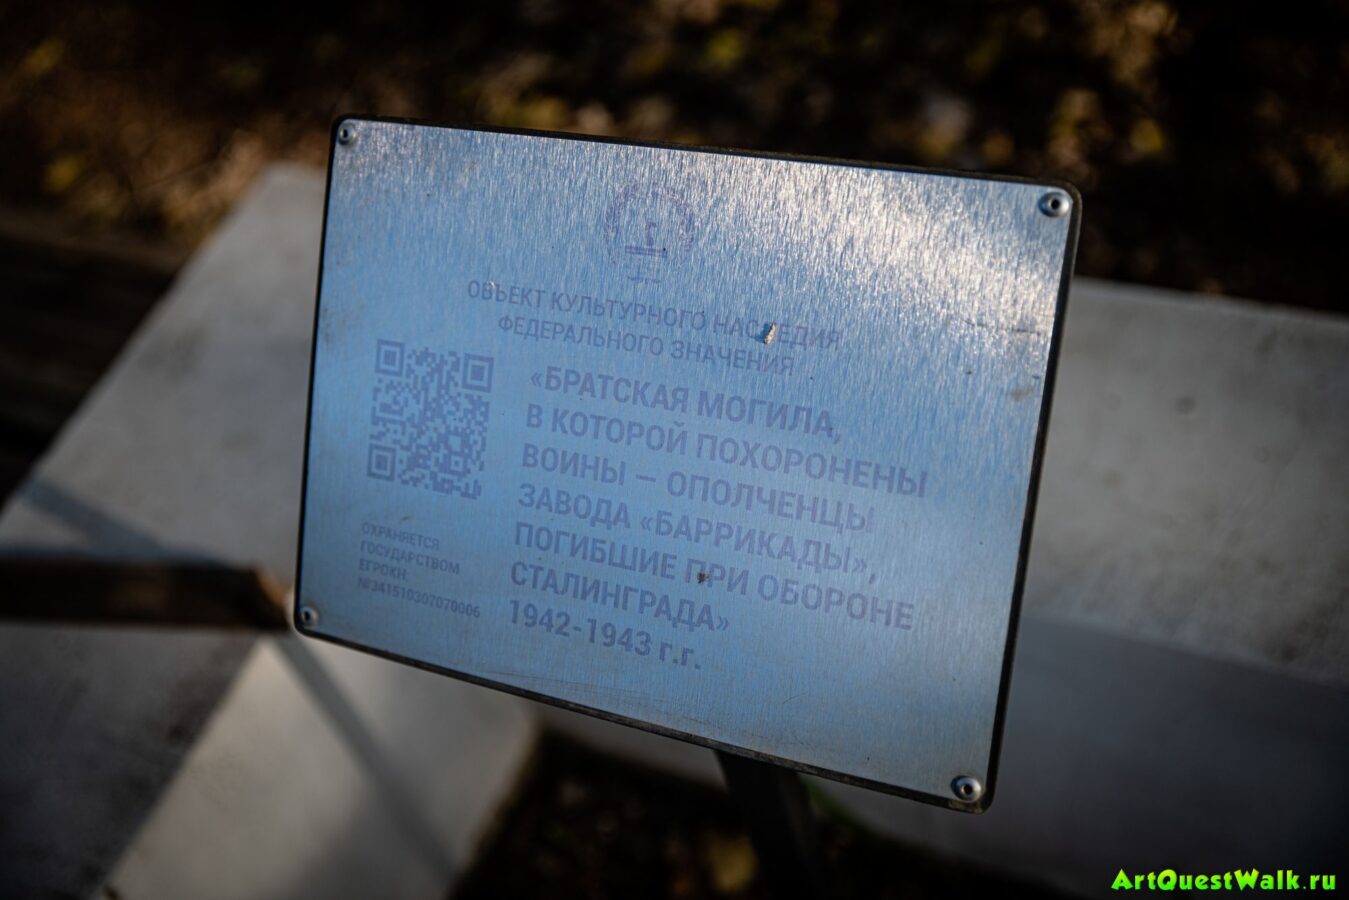 ОБЪЕКТ КУЛЬТУРНОГО НАСЛЕДИЯ
ФЕДЕРАЛЬНОГО ЗНАЧЕНИЯ
«БРАТСКАЯ МОГИЛА,
В КОТОРОЙ ПОХОРОНЕНЫ
ВОИНЫ – ОПОЛЧЕНЦЫ
ЗАВОДА «БАРРИКАДЫ»,
ПОГИБШИЕ ПРИ ОБОРОНЕ
СТАЛИНГРАДА»
1942-1943 г.г.
ОХРАНЯЕТСЯ
ГОСУДАРСТВОМ
ЕГРОКН:
№341510307070006
ArtQuestWalk.ru